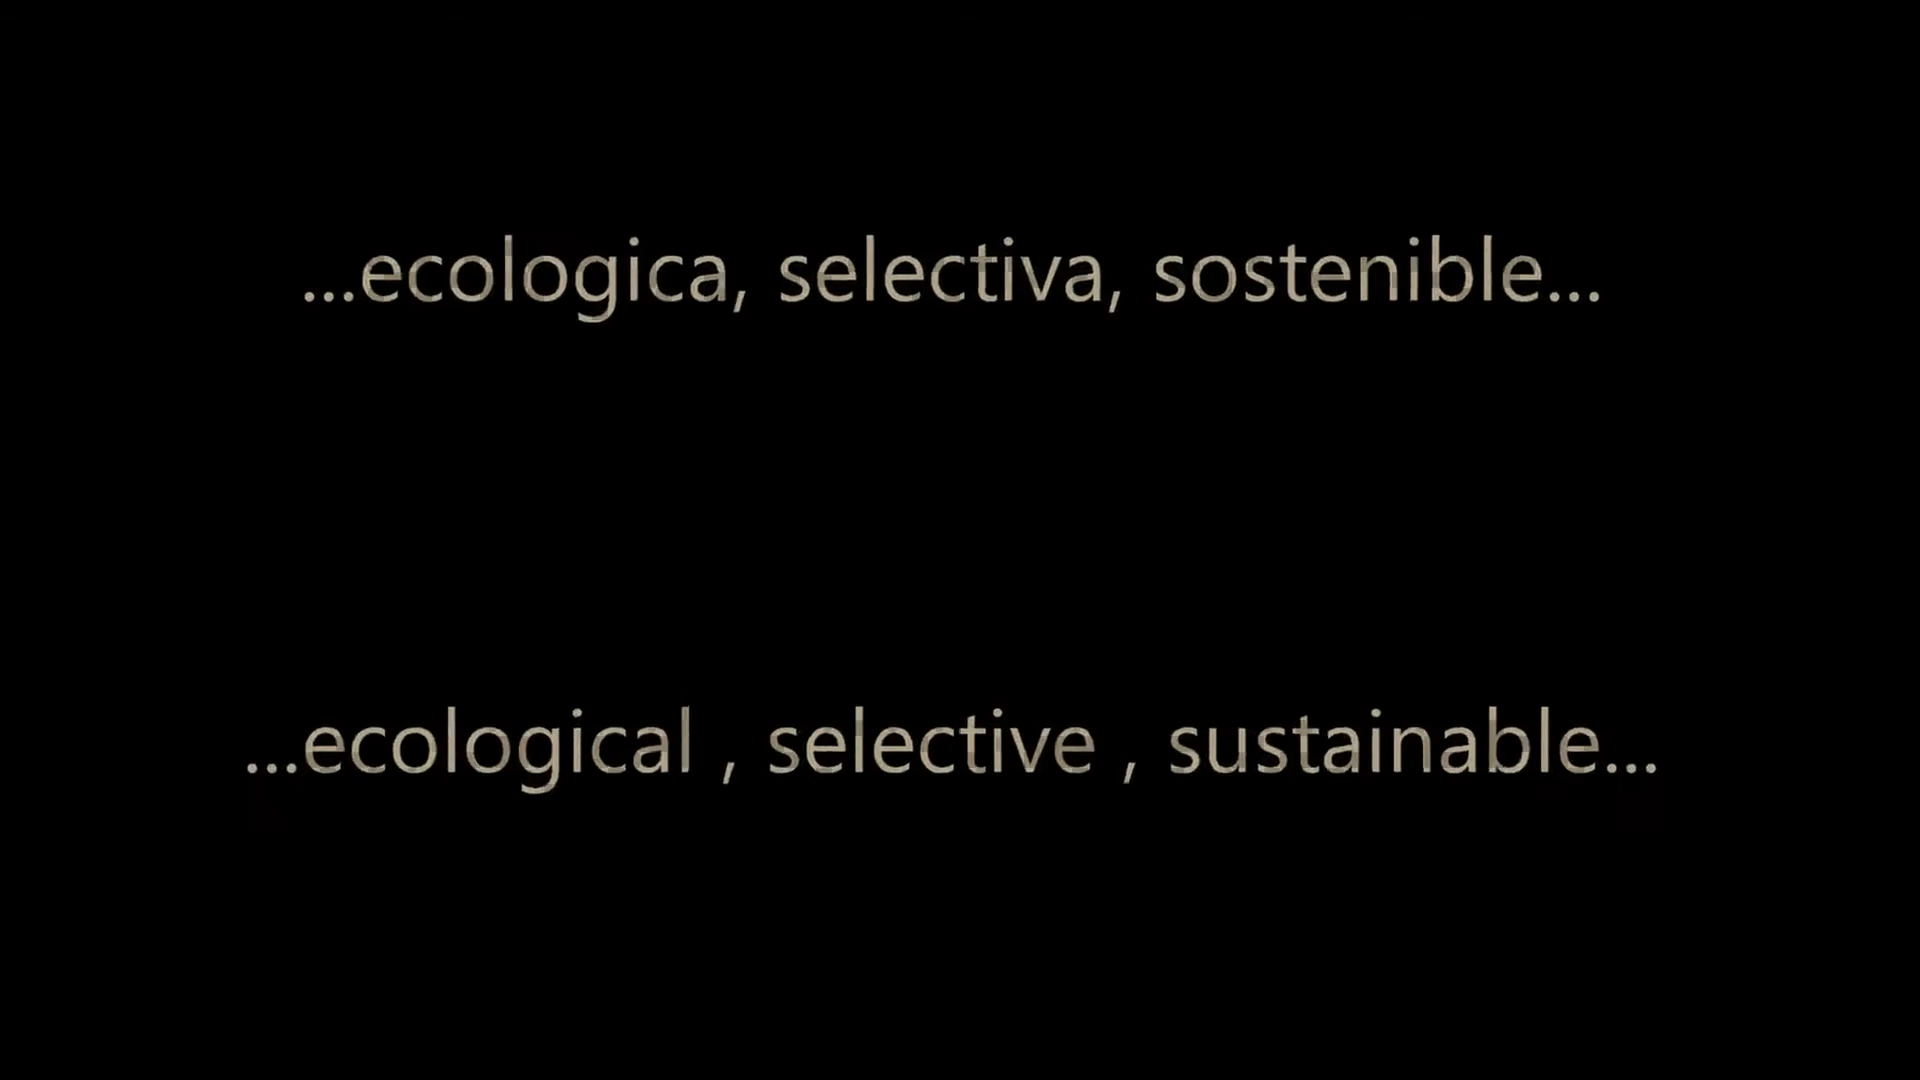 ...ecologica, selectiva, sostenible...
...ecological , selective , sustainable...